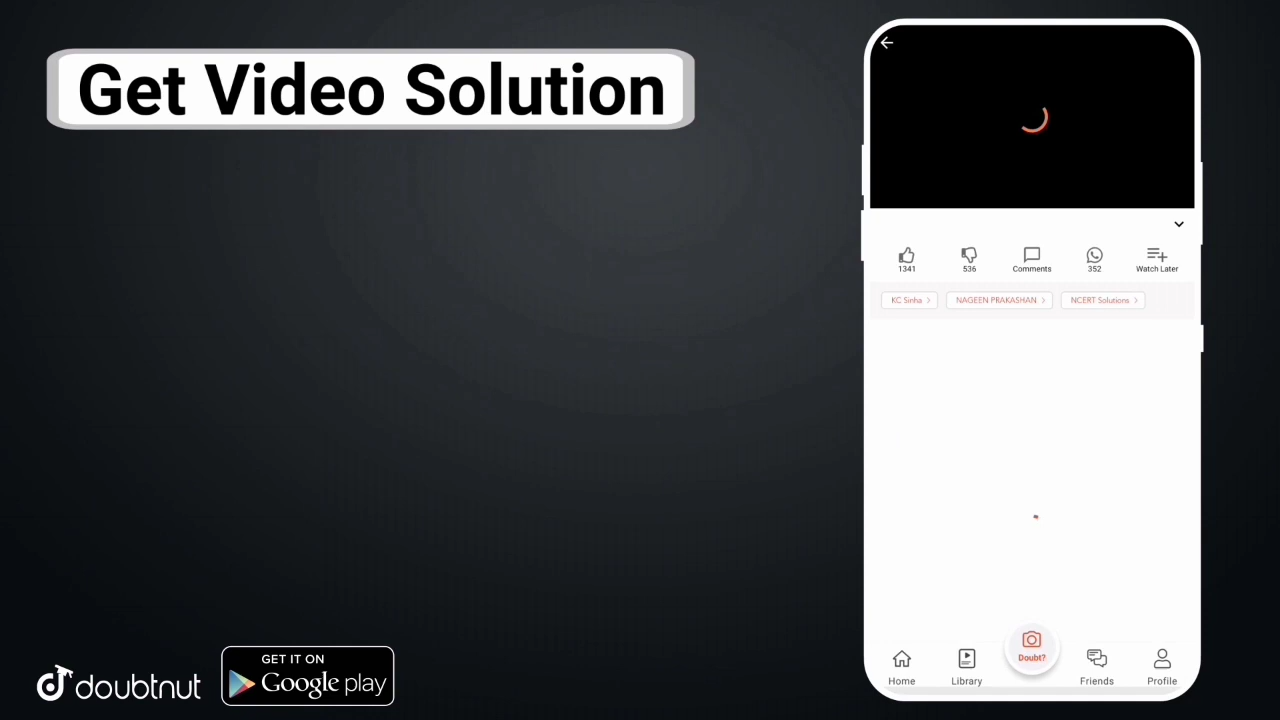 Get Video Solution
1341
536
Comments
352
Watch Later
KC Sinha
NAGEEN PRAKASHAN
NCERT Solutions
Doubt?
Home
Library
Friends
Profile
doubtnut
GET IT ON
Google play